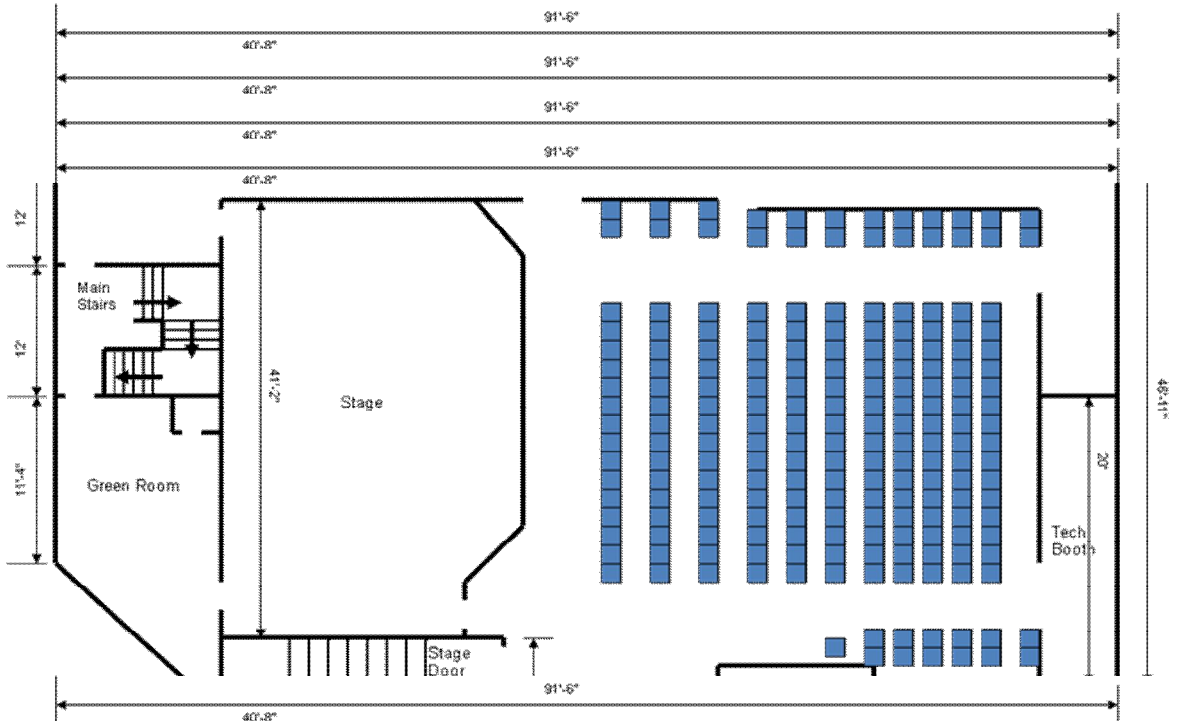 91'-6"
40'-8"
91'-6"
40'-8"
91'-6"
40'-8"
91'-6"
40'-8"
12'
Main
Stairs
12'
41'-2"
Stage
46'-11"
20'
11'-4"
Green Room
Tech
Booth
Stage
Door
91'-6"
40'-8"